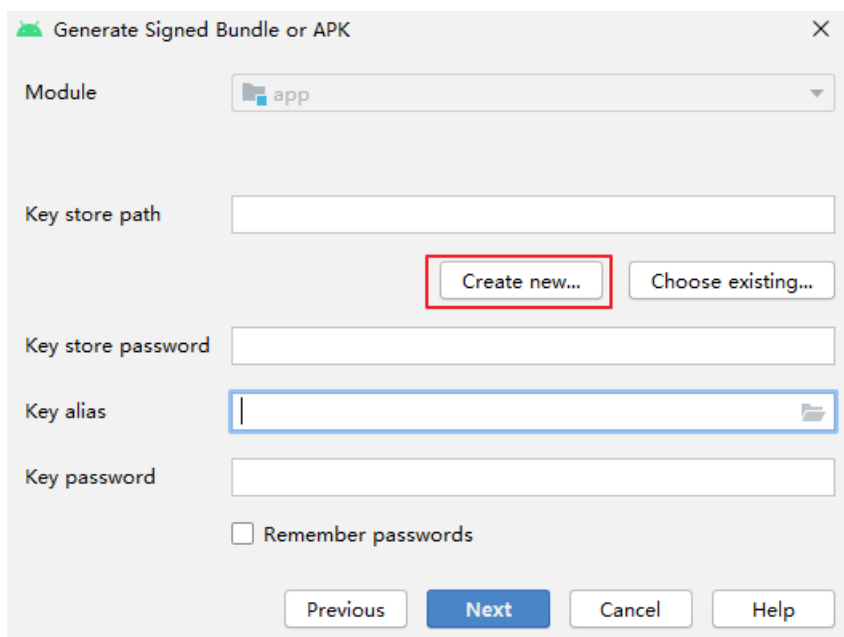 Generate Signed Bundle or APK
Module
app
Key store path
Create new...
Choose existing...
Key store password
Key alias
Key password
Remember passwords
Previous
Next
Cancel
Help